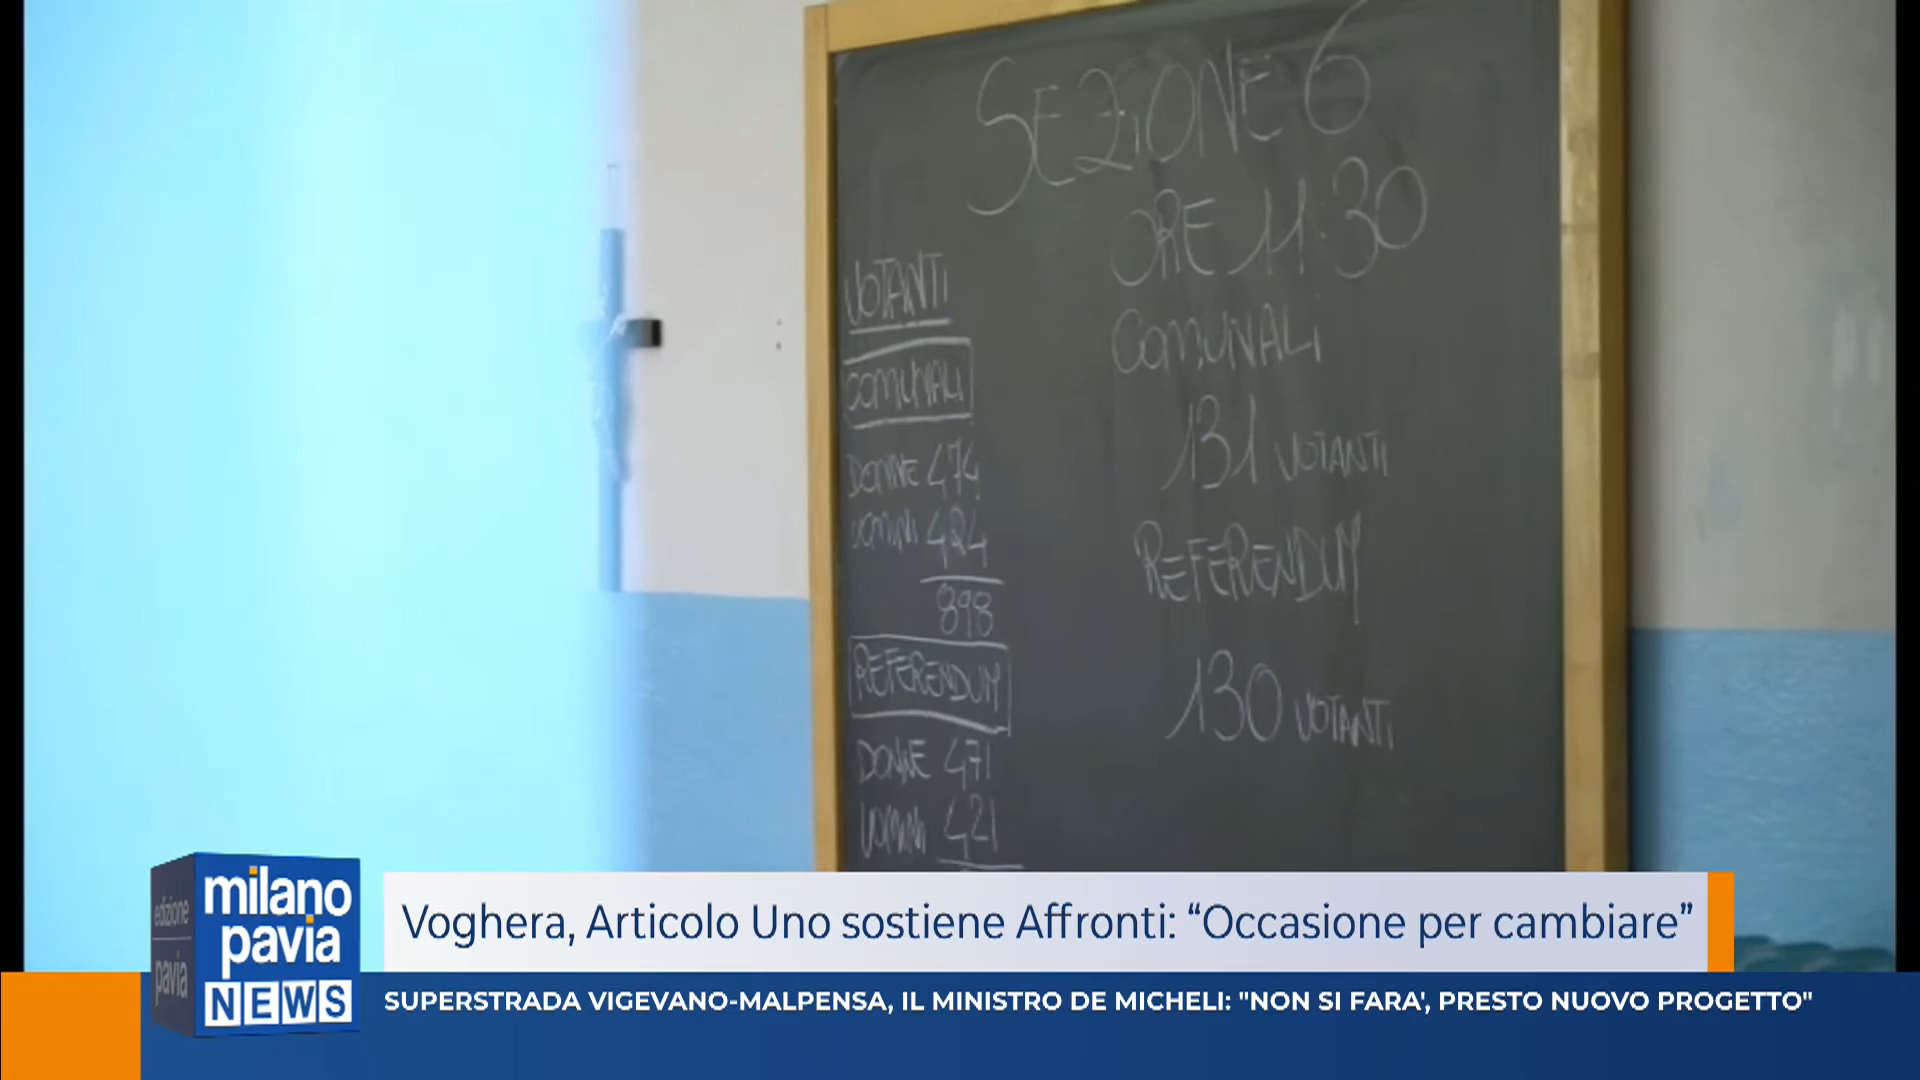 SEZIONE 6
ORE 11:30
VOTANTI
COMUNALI
DONNE 474
UOMINI 424
898
REFERENDUM
DONNE 471
UOMINI 421
COMUNALI
131 VOTANTI
REFERENDUM
130 VOTANTI
edizione
pavia
milano
pavia
NEWS
Voghera, Articolo Uno sostiene Affronti: “Occasione per cambiare”
SUPERSTRADA VIGEVANO-MALPENSA, IL MINISTRO DE MICHELI: "NON SI FARA', PRESTO NUOVO PROGETTO"